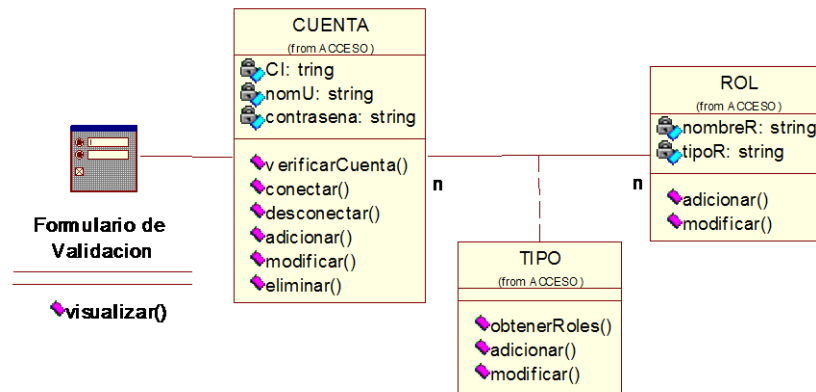 CUENTA
(from ACCESO)
CI: tring
nomU: string
contrasena: string
verificarCuenta()
conectar()
desconectar()
adicionar()
modificar()
eliminar()
n
n
ROL
(from ACCESO)
nombreR: string
tipoR: string
adicionar()
modificar()
Formulario de
Validacion
visualizar()
TIPO
(from ACCESO)
obtenerRoles()
adicionar()
modificar()